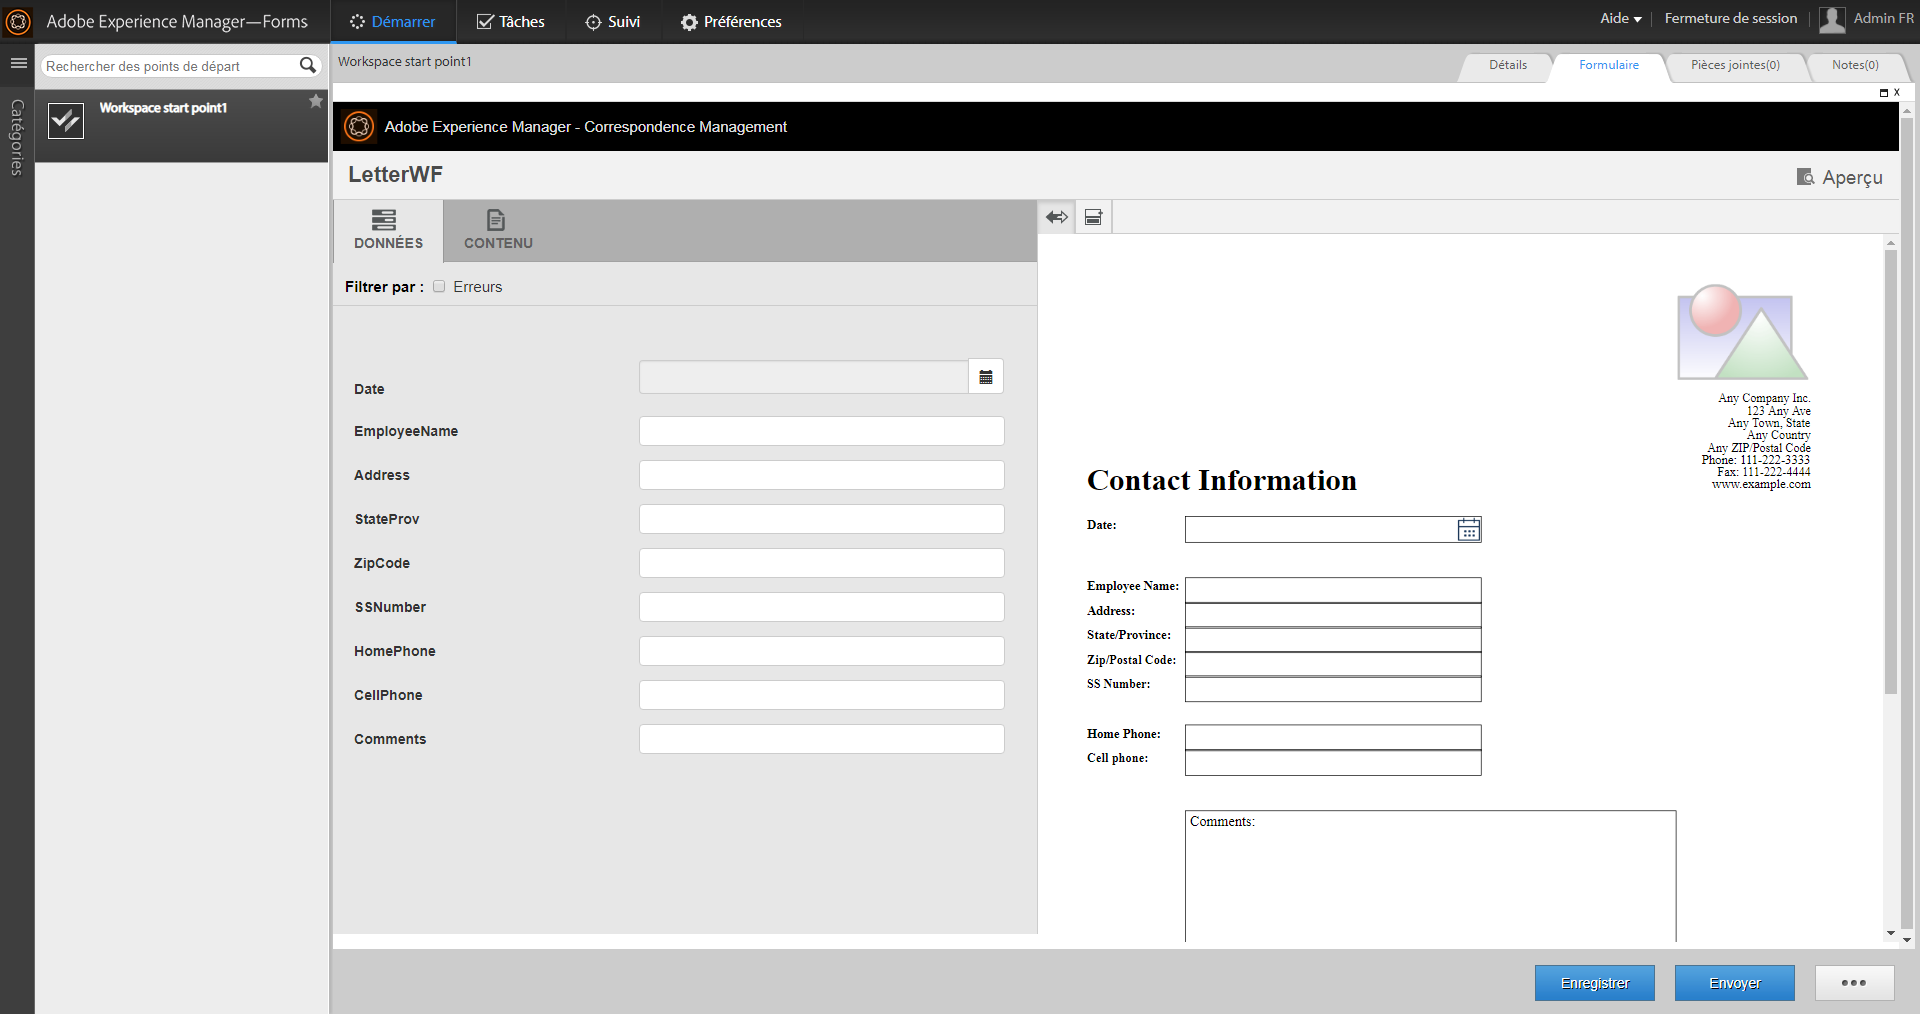 Adobe Experience Manager—Forms
Démarrer
Tâches
Suivi
Préférences
Aide
Fermeture de session
Admin FR
Rechercher des points de départ
Catégories
Workspace start point1
Workspace start point1
Détails
Formulaire
Pièces jointes(0)
Notes(0)
X
Adobe Experience Manager - Correspondence Management
LetterWF
Aperçu
DONNÉES
CONTENU
Filtrer par :
Erreurs
Date
EmployeeName
Address
StateProv
ZipCode
SSNumber
HomePhone
CellPhone
Comments
Any Company Inc.
123 Any Ave
Any Town, State
Any Country
Any ZIP/Postal Code
Phone: 111-222-3333
Fax: 111-222-4444
www.example.com
Contact Information
Date:
Employee Name:
Address:
State/Province:
Zip/Postal Code:
SS Number:
Home Phone:
Cell phone:
Comments:
Enregistrer
Envoyer